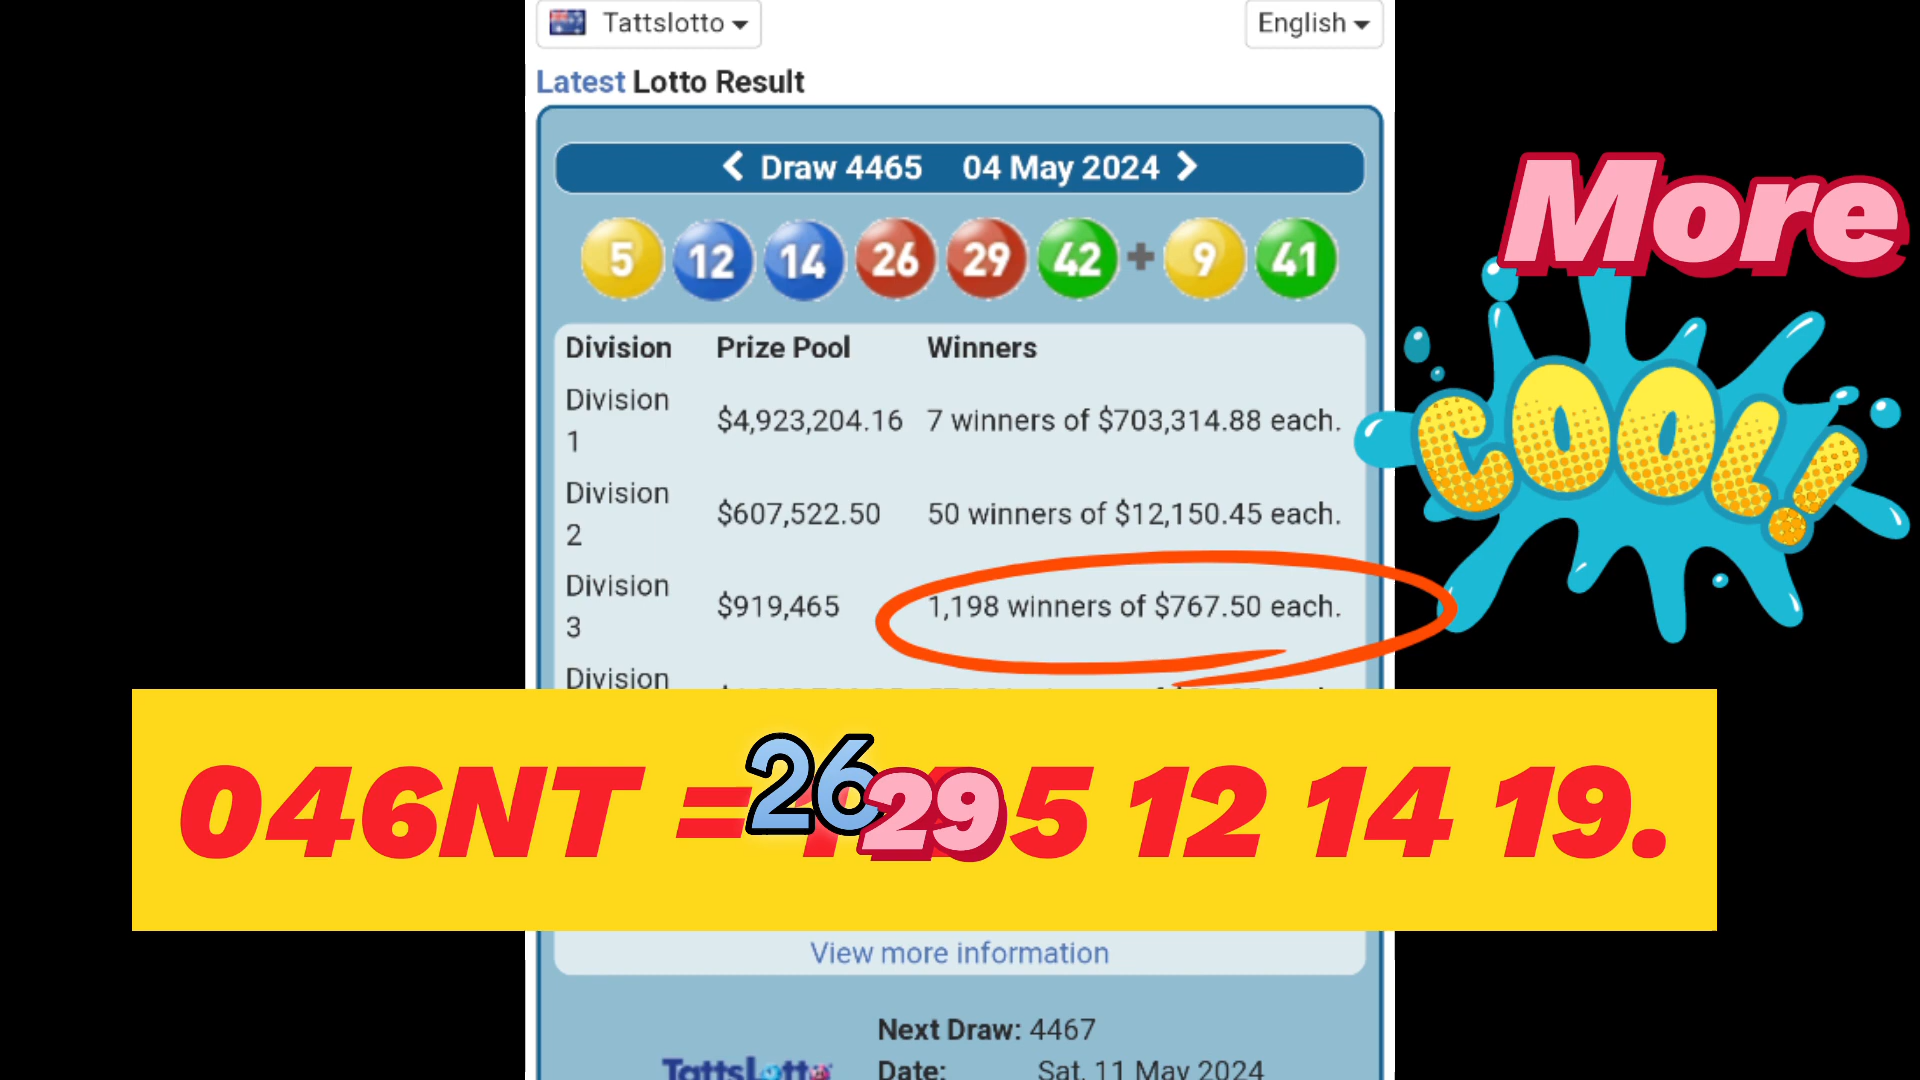 Tattslotto
English
Latest Lotto Result
Draw 4465 04 May 2024
5 12 14 26 29 42 + 9 41
Division Prize Pool Winners
Division 1 $4,923,204.16 7 winners of $703,314.88 each.
Division 2 $607,522.50 50 winners of $12,150.45 each.
Division 3 $919,465 1,198 winners of $767.50 each.
Division
More
COOL!
046NT = 26 29 5 12 14 19.
View more information
Next Draw: 4467
TattsLotto
Date: Sat, 11 May 2024